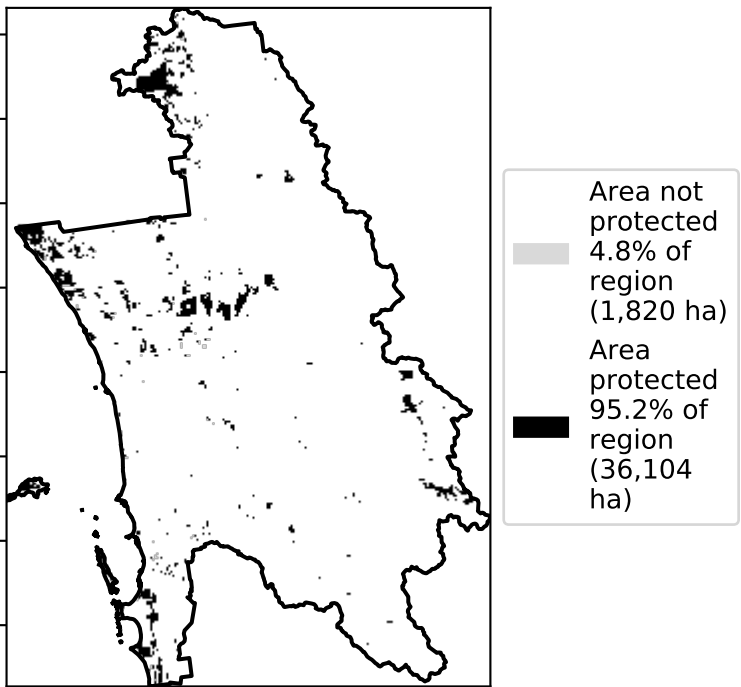 Area not
protected
4.8% of
region
(1,820 ha)
Area
protected
95.2% of
region
(36,104
ha)